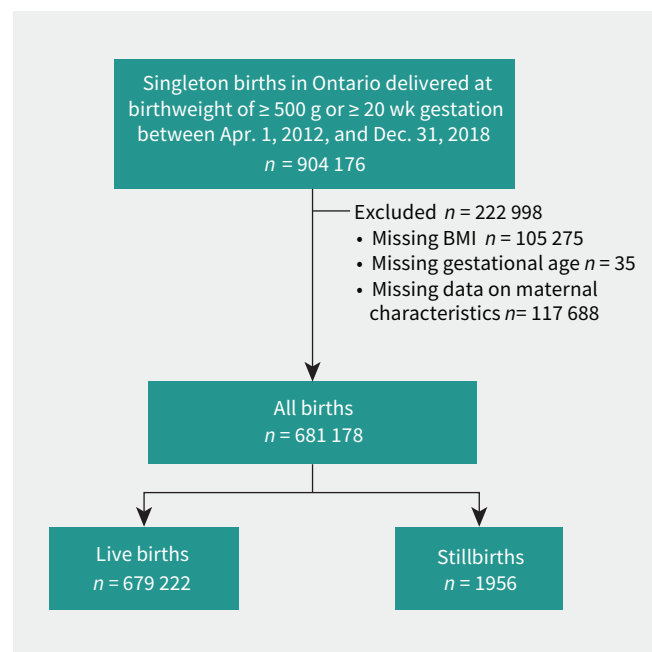 Singleton births in Ontario delivered at
birthweight of ≥ 500 g or ≥ 20 wk gestation
between Apr. 1, 2012, and Dec. 31, 2018
n = 904 176
Excluded n = 222 998
• Missing BMI n = 105 275
• Missing gestational age n = 35
• Missing data on maternal
characteristics n= 117 688
All births
n = 681 178
Live births
n = 679 222
Stillbirths
n = 1956